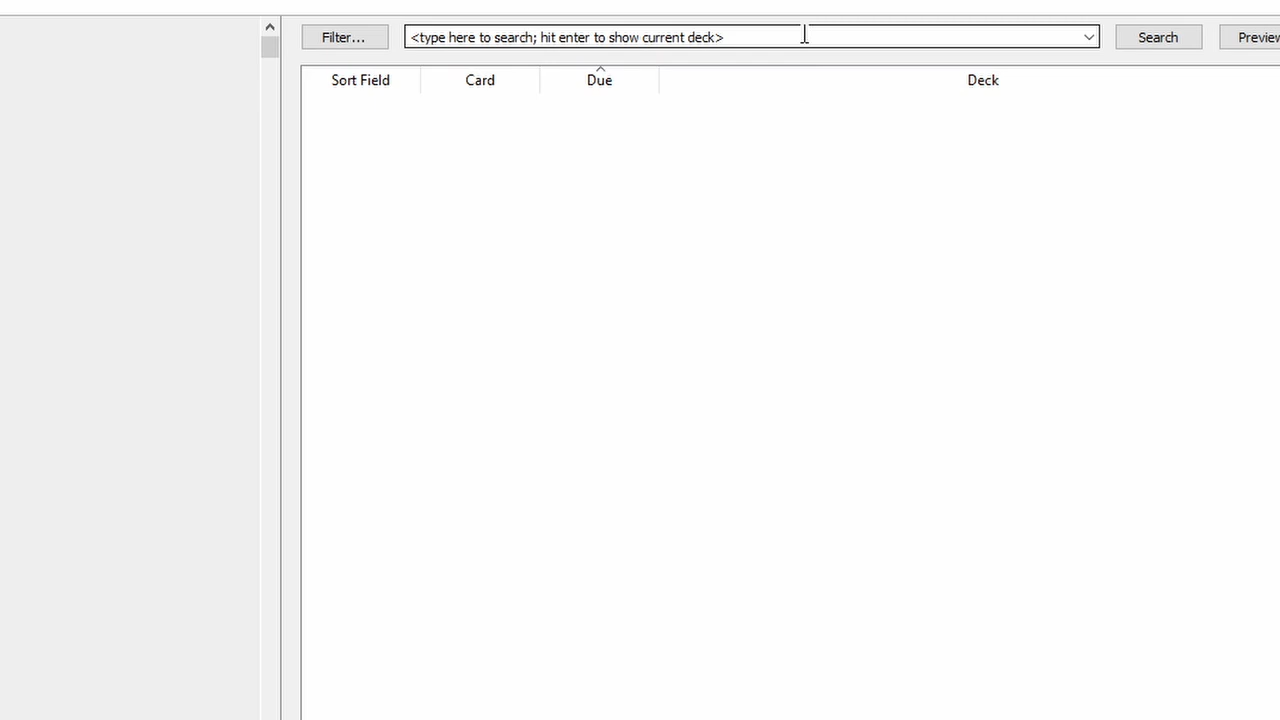 Filter...
<type here to search; hit enter to show current deck>
Search
Preview
Sort Field
Card
Due
Deck